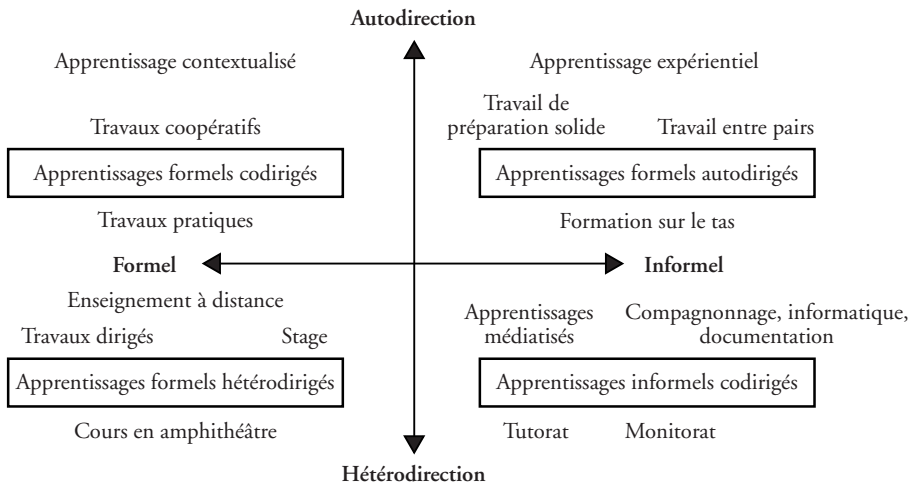 Autodirection
Apprentissage contextualisé
Apprentissage expérientiel
Travaux coopératifs
Travail de
préparation solide
Travail entre pairs
Apprentissages formels codirigés
Apprentissages formels autodirigés
Travaux pratiques
Formation sur le tas
Formel
Informel
Enseignement à distance
Travaux dirigés
Stage
Apprentissages
médiatisés
Compagnonnage, informatique,
documentation
Apprentissages formels hétérodirigés
Apprentissages informels codirigés
Cours en amphithéâtre
Tutorat
Monitorat
Hétérodirection